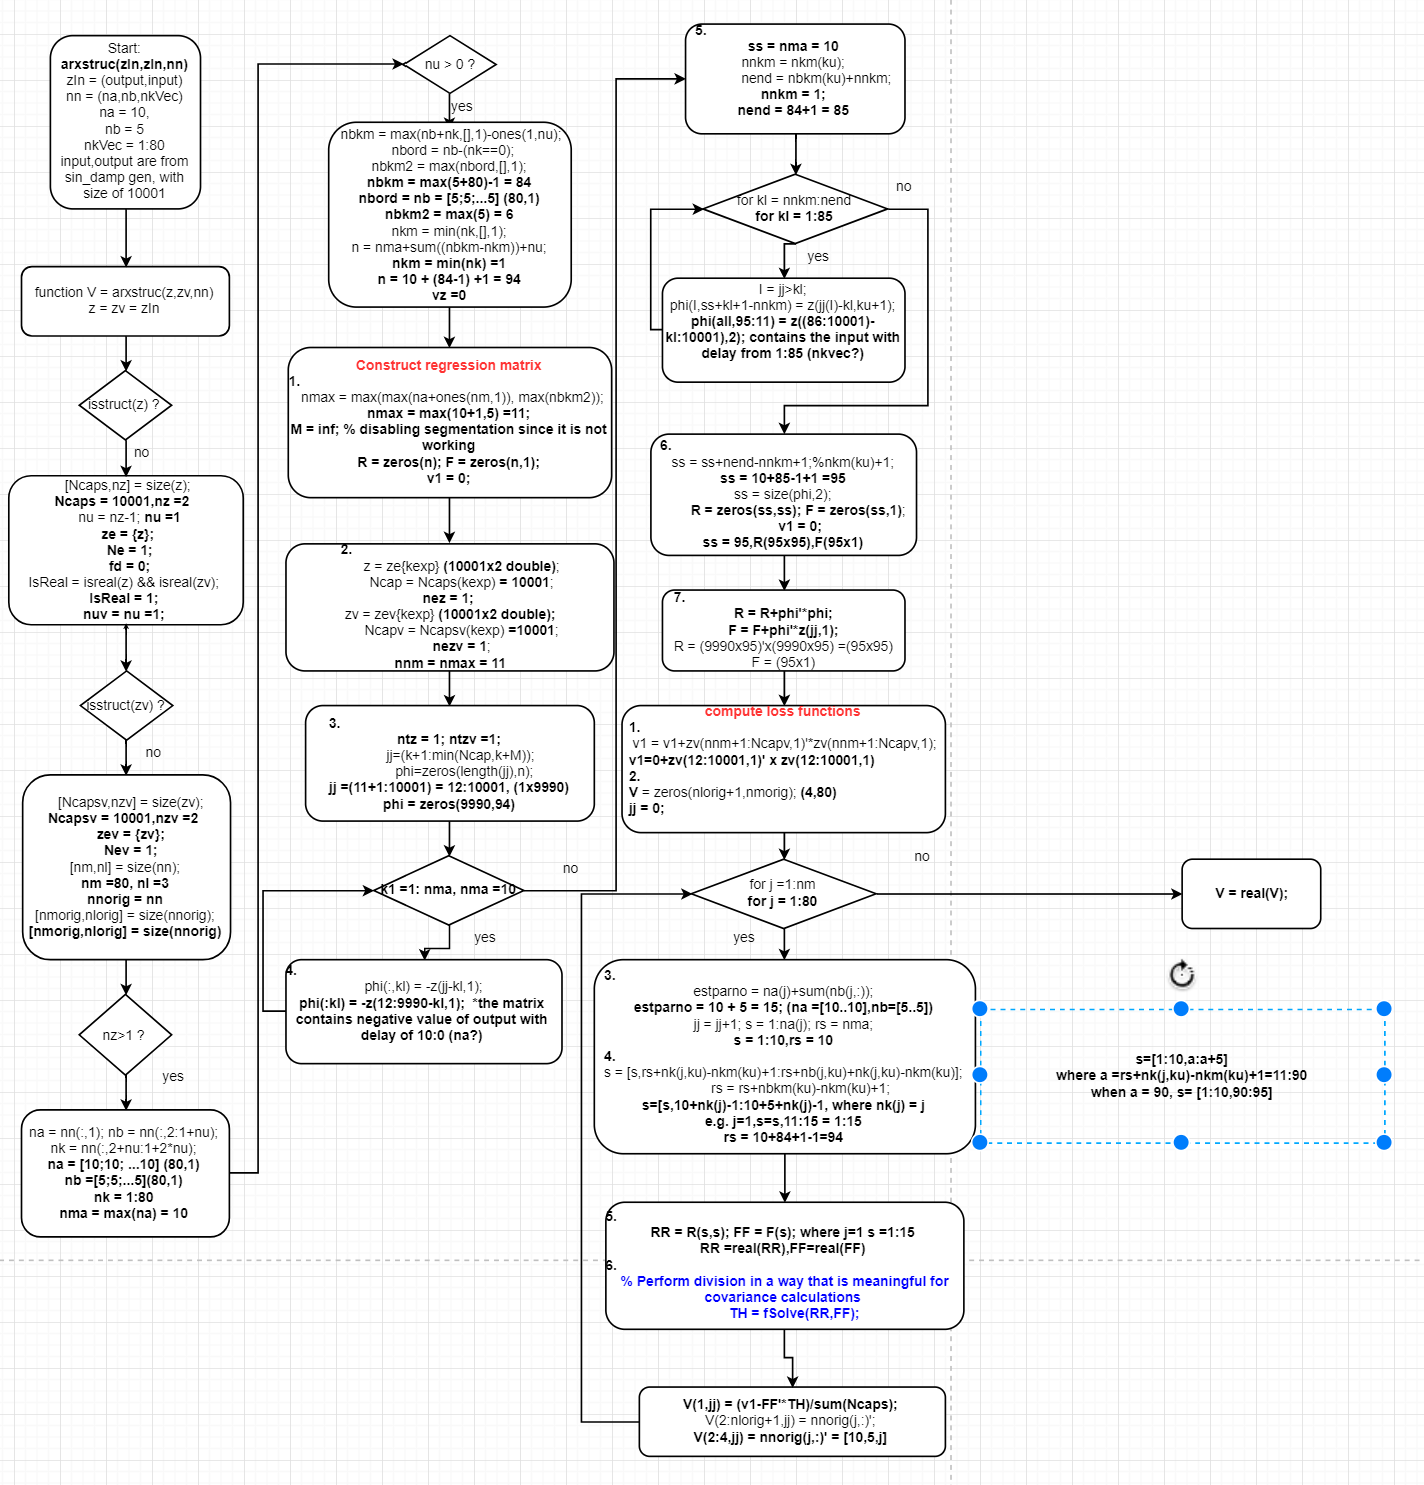 Start:
arxstruc(zIn,zIn,nn)
zIn = (output,input)
nn = (na,nb,nkVec)
na = 10,
nb = 5
nkVec = 1:80
input,output are from
sin_damp gen, with
size of 10001
function V = arxstruc(z,zv,nn)
z = zv = zIn
isstruct(z) ?
no
[Ncaps,nz] = size(z);
Ncaps = 10001,nz =2
nu = nz-1; nu =1
ze = {z};
Ne = 1;
fd = 0;
IsReal = isreal(z) && isreal(zv);
IsReal = 1;
nuv = nu =1;
isstruct(zv) ?
no
[Ncapsv,nzv] = size(zv);
Ncapsv = 10001,nzv =2
zev = {zv};
Nev = 1;
[nm,nl] = size(nn);
nm =80, nl =3
nnorig = nn
[nmorig,nlorig] = size(nnorig);
[nmorig,nlorig] = size(nnorig)
nz>1 ?
yes
na = nn(:,1); nb = nn(:,2:1+nu);
nk = nn(:,2+nu:1+2*nu);
na = [10;10; ...10] (80,1)
nb =[5;5;...5](80,1)
nk = 1:80
nma = max(na) = 10
nu > 0 ?
yes
nbkm = max(nb+nk,[],1)-ones(1,nu);
nbord = nb-(nk==0);
nbkm2 = max(nbord,[],1);
nbkm = max(5+80)-1 = 84
nbord = nb = [5;5;...5] (80,1)
nbkm2 = max(5) = 6
nkm = min(nk,[],1);
n = nma+sum((nbkm-nkm))+nu;
nkm = min(nk) =1
n = 10 + (84-1) +1 = 94
vz =0
Construct regression matrix
1.
nmax = max(max(na+ones(nm,1)), max(nbkm2));
nmax = max(10+1,5) =11;
M = inf; % disabling segmentation since it is not
working
R = zeros(n); F = zeros(n,1);
v1 = 0;
2.
z = ze{kexp} (10001x2 double);
Ncap = Ncaps(kexp) = 10001;
nez = 1;
zv = zev{kexp} (10001x2 double);
Ncapv = Ncapsv(kexp) =10001;
nezv = 1;
nnm = nmax = 11
3.
ntz = 1; ntzv =1;
jj=(k+1:min(Ncap,k+M));
phi=zeros(length(jj),n);
jj =(11+1:10001) = 12:10001, (1x9990)
phi = zeros(9990,94)
k1 =1: nma, nma =10
no
yes
4.
phi(:,kl) = -z(jj-kl,1);
phi(:kl) = -z(12:9990-kl,1);  *the matrix
contains negative value of output with
delay of 10:0 (na?)
5.
ss = nma = 10
nnkm = nkm(ku);
nend = nbkm(ku)+nnkm;
nnkm = 1;
nend = 84+1 = 85
for kl = nnkm:nend
for kl = 1:85
no
yes
I = jj>kl;
phi(I,ss+kl+1-nnkm) = z(jj(I)-kl,ku+1);
phi(all,95:11) = z((86:10001)-
kl:10001),2); contains the input with
delay from 1:85 (nkvec?)
6.
ss = ss+nend-nnkm+1;%nkm(ku)+1;
ss = 10+85-1+1 =95
ss = size(phi,2);
R = zeros(ss,ss); F = zeros(ss,1);
v1 = 0;
ss = 95,R(95x95),F(95x1)
7.
R = R+phi'*phi;
F = F+phi'*z(jj,1);
R = (9990x95)'x(9990x95) =(95x95)
F = (95x1)
compute loss functions
1.
v1 = v1+zv(nnm+1:Ncapv,1)'*zv(nnm+1:Ncapv,1);
v1=0+zv(12:10001,1)' x zv(12:10001,1)
2.
V = zeros(nlorig+1,nmorig); (4,80)
jj = 0;
for j =1:nm
for j = 1:80
no
yes
V = real(V);
3.
estparno = na(j)+sum(nb(j,:));
estparno = 10 + 5 = 15; (na =[10..10],nb=[5..5])
jj = jj+1; s = 1:na(j); rs = nma;
s = 1:10,rs = 10
4.
s = [s,rs+nk(j,ku)-nkm(ku)+1:rs+nb(j,ku)+nk(j,ku)-nkm(ku)];
rs = rs+nbkm(ku)-nkm(ku)+1;
s=[s,10+nk(j)-1:10+5+nk(j)-1, where nk(j) = j
e.g. j=1,s=s,11:15 = 1:15
rs = 10+84+1-1=94
s=[1:10,a:a+5]
where a =rs+nk(j,ku)-nkm(ku)+1=11:90
when a = 90, s= [1:10,90:95]
5.
RR = R(s,s); FF = F(s); where j=1 s =1:15
RR =real(RR),FF=real(FF)
6.
% Perform division in a way that is meaningful for
covariance calculations
TH = fSolve(RR,FF);
V(1,jj) = (v1-FF'*TH)/sum(Ncaps);
V(2:nlorig+1,jj) = nnorig(j,:)';
V(2:4,jj) = nnorig(j,:)' = [10,5,j]